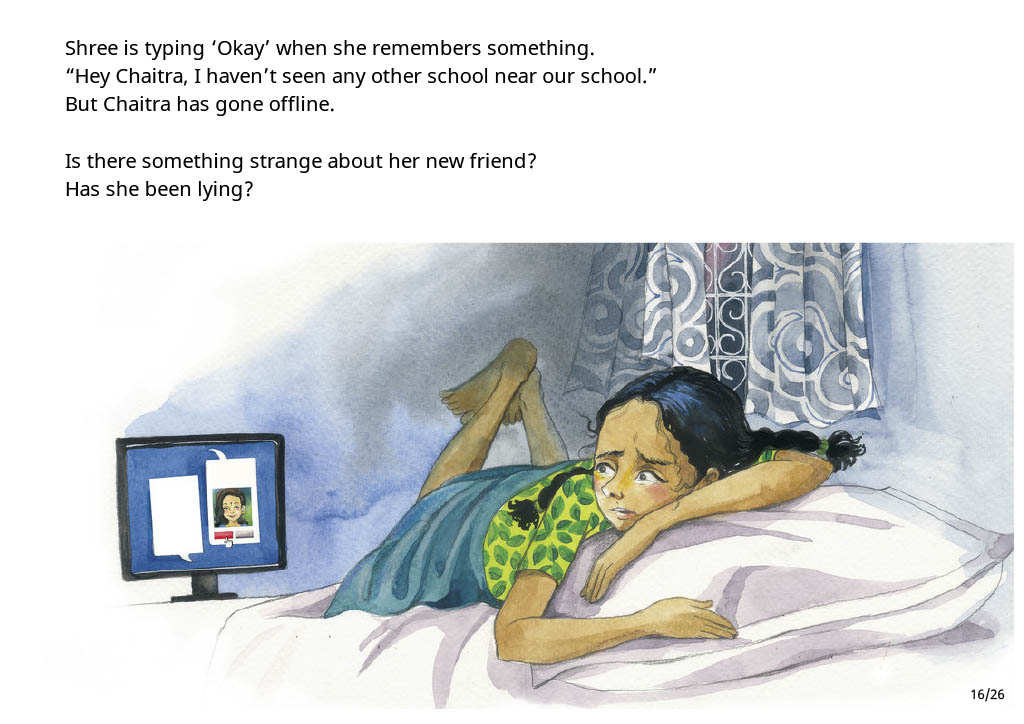 Shree is typing ‘Okay’ when she remembers something.
“Hey Chaitra, I haven’t seen any other school near our school.”
But Chaitra has gone offline.
Is there something strange about her new friend?
Has she been lying?
16/26